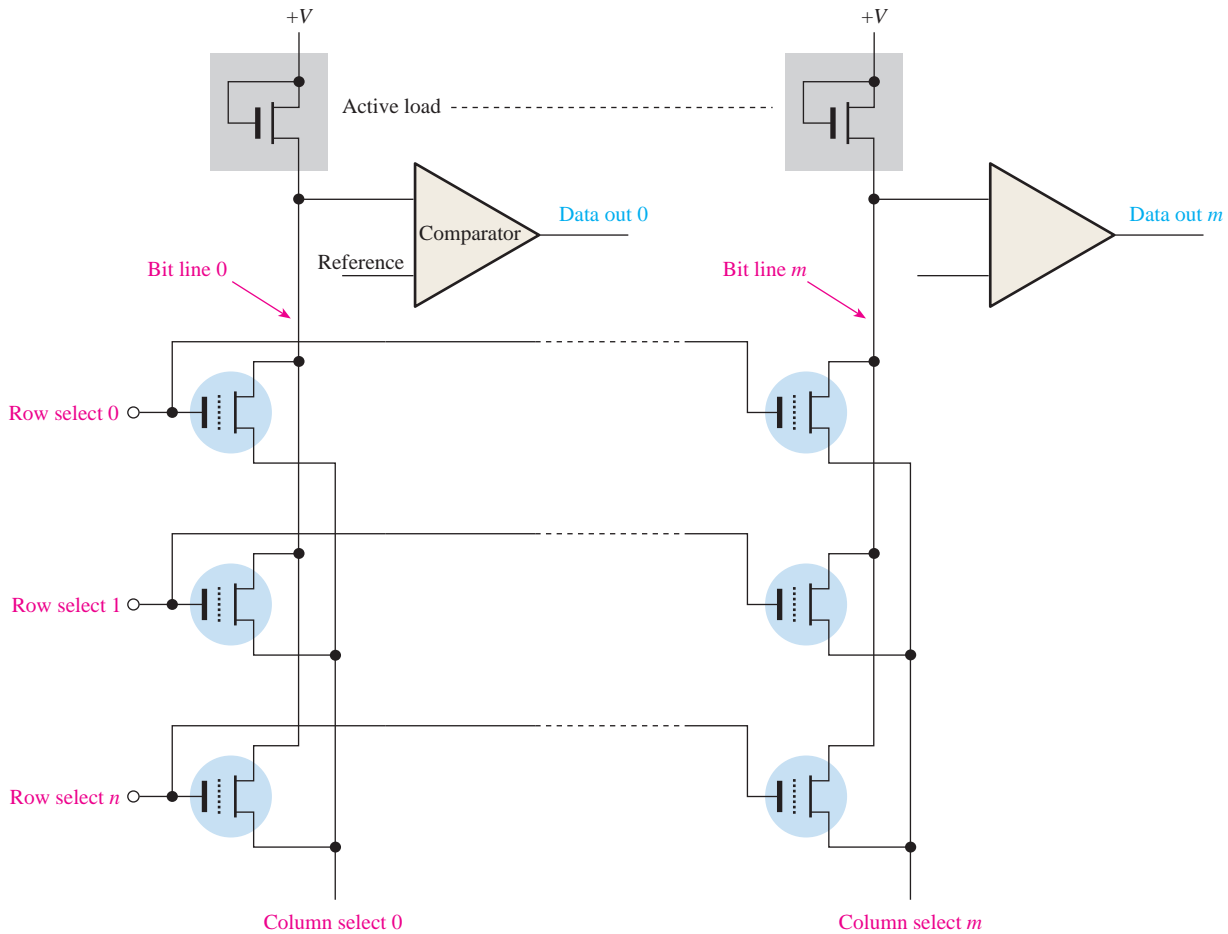 +V
+V
Active load
Data out 0
Data out m
Comparator
Reference
Bit line 0
Bit line m
Row select 0
Row select 1
Row select n
Column select 0
Column select m